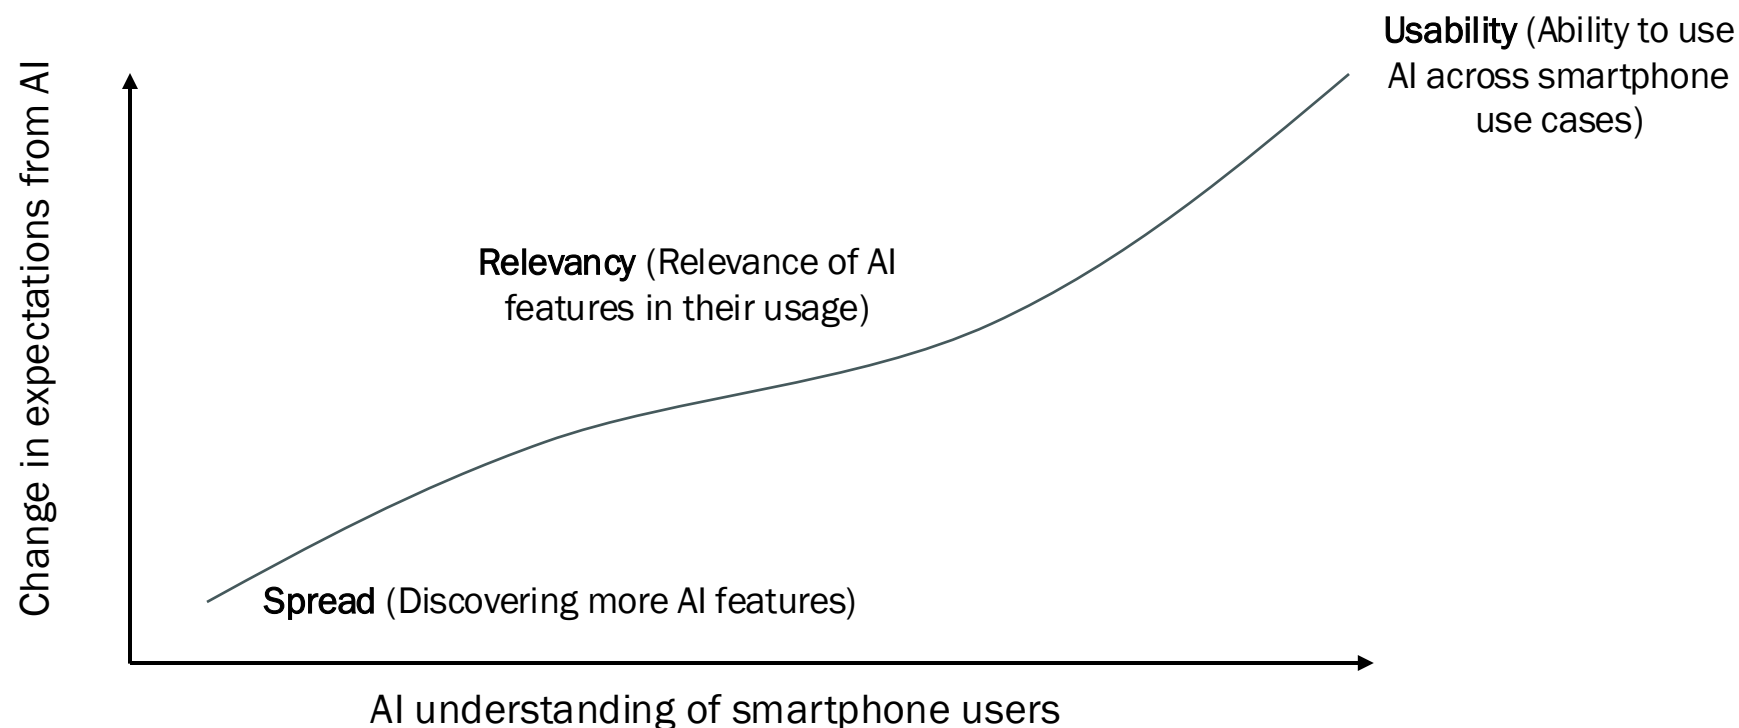 Usability (Ability to use
AI across smartphone
use cases)
Change in expectations from AI
Relevancy (Relevance of AI
features in their usage)
Spread (Discovering more AI features)
AI understanding of smartphone users